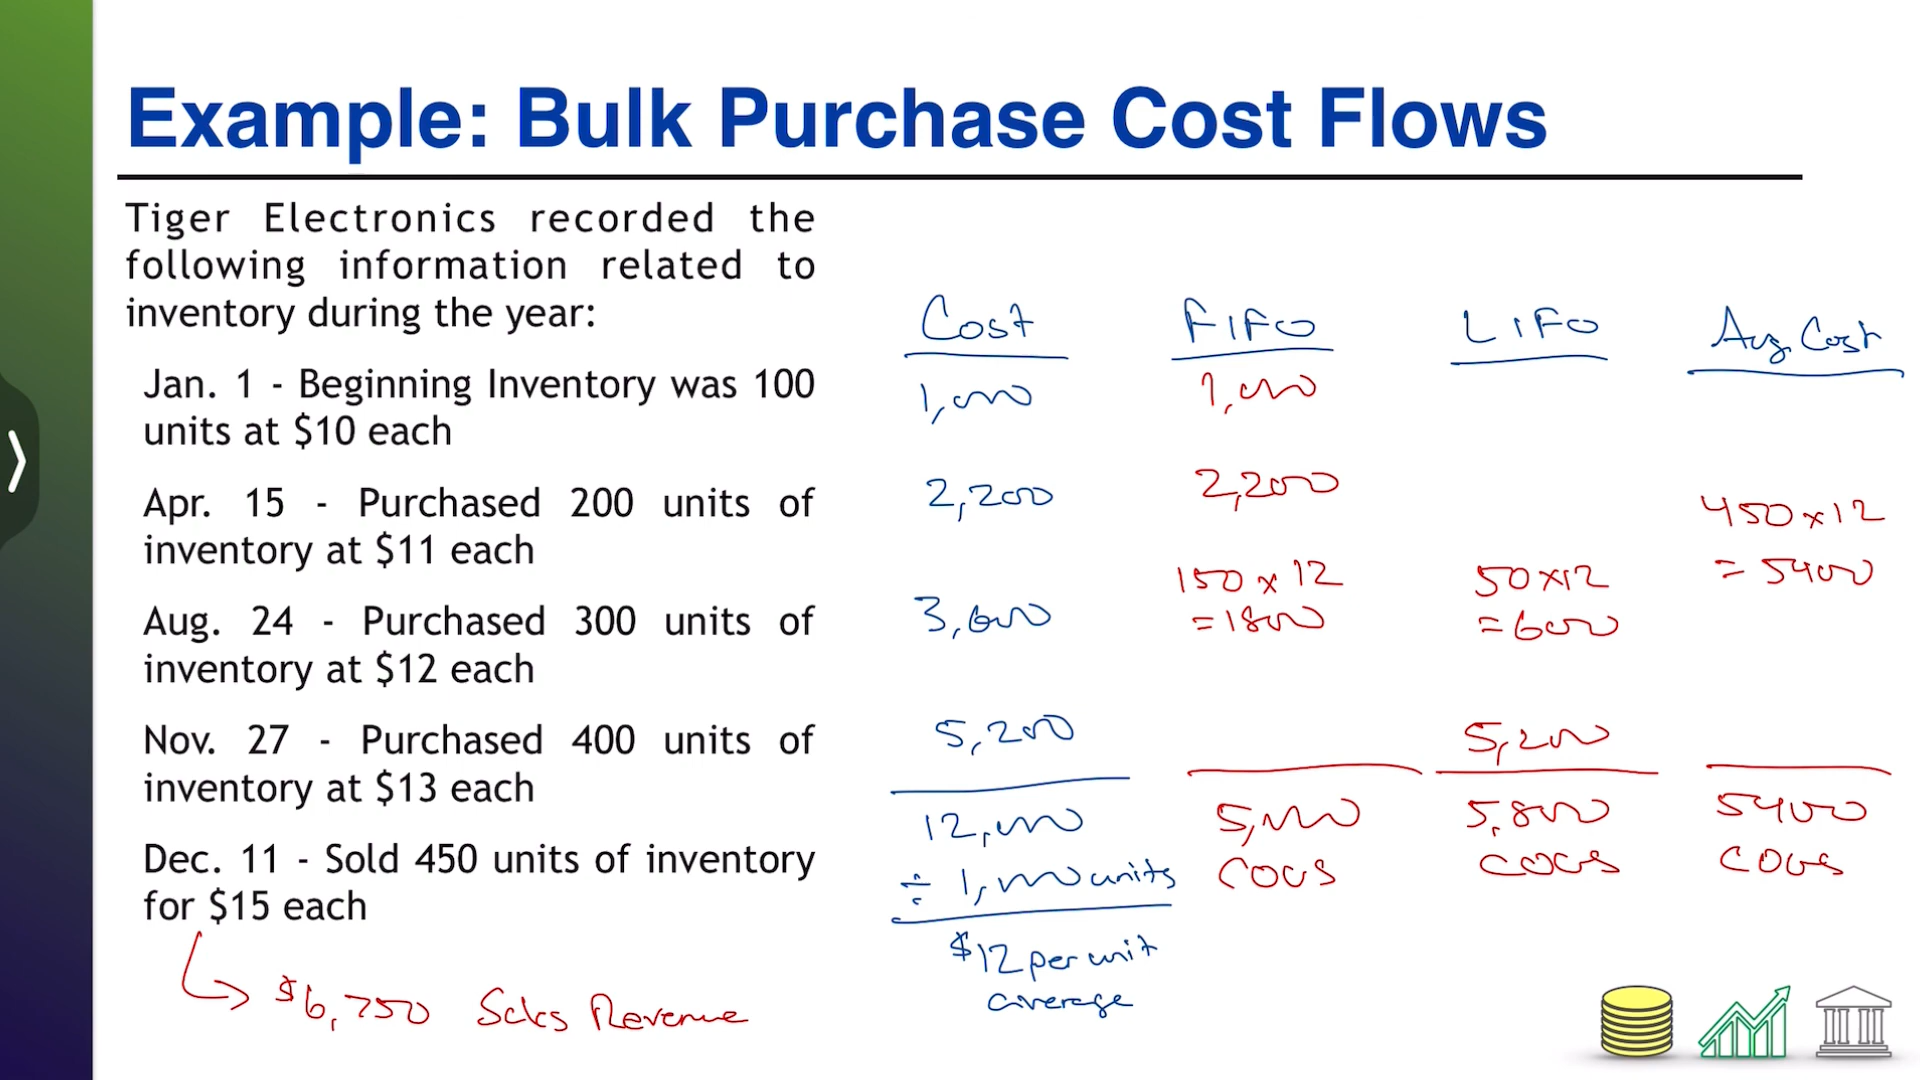 Example: Bulk Purchase Cost Flows
Tiger Electronics recorded the
following information related to
inventory during the year:
Jan. 1 - Beginning Inventory was 100
units at $10 each
Apr. 15 - Purchased 200 units of
inventory at $11 each
Aug. 24 - Purchased 300 units of
inventory at $12 each
Nov. 27 - Purchased 400 units of
inventory at $13 each
Dec. 11 - Sold 450 units of inventory
for $15 each
$6,750 Sales Revenue
Cost
1,000
2,200
3,600
5,200
12,000
÷ 1,000 units
$12 per unit
average
FIFO
1,000
2,200
150 x 12
= 1800
5,000
COGS
LIFO
50 x 12
= 600
5,200
5,800
COGS
Avg. Cost
450 x 12
= 5400
5400
COGS